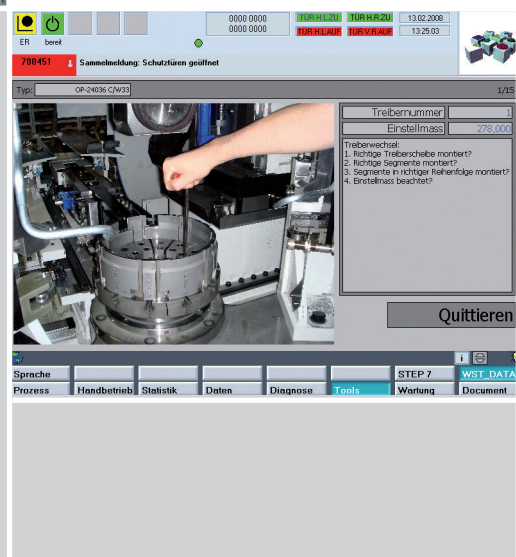 0000 0000
0000 0000
TÜR H.L.ZU TÜR H.R.ZU 13.02.2008
TÜR H.L.AUF TÜR V.R.AUF 13:25:03
ER bereit
700451 Sammelmeldung: Schutztüren geöffnet
Typ: OP-24036 C/W33 1/15
Treibernummer 1
Einstellmass 278,000
Treiberwechsel:
1. Richtige Treiberscheibe montiert?
2. Richtige Segmente montiert?
3. Segmente in richtiger Reihenfolge montiert?
4. Einstellmass beachtet?
Quittieren
i
Sprache STEP 7 WST_DATA
Prozess Handbetrieb Statistik Daten Diagnose Tools Wartung Document